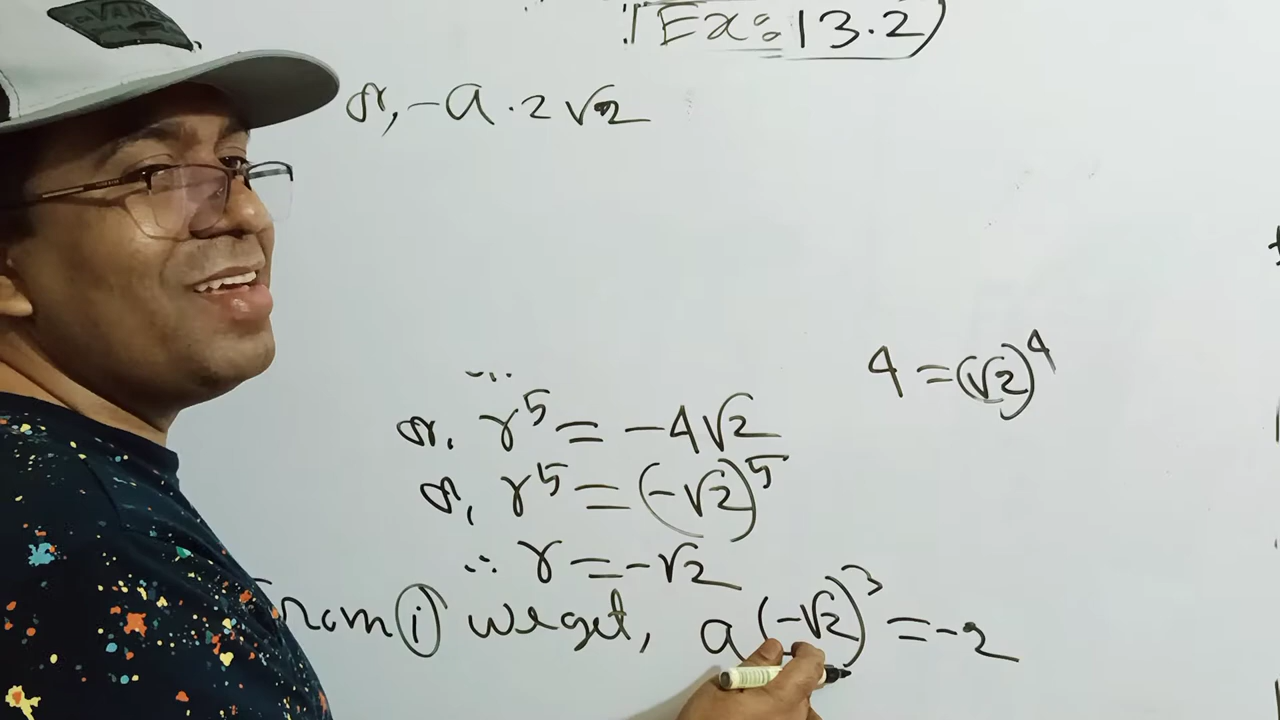 VANS
Ex: 13.2)
or, -a·2√2
4 = (√2)⁴
or, r⁵ = -4√2
or, r⁵ = (-√2)⁵
∴ r = -√2
From (i) we get, a(-√2)³ = -2